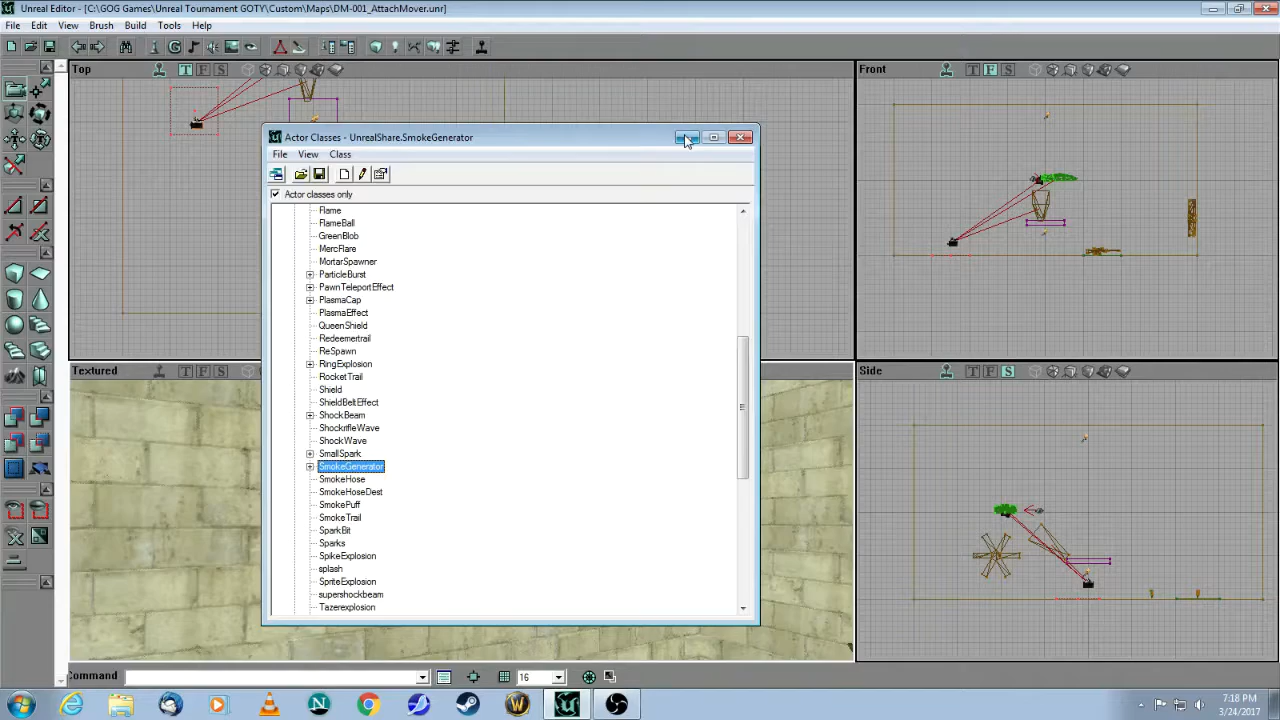 Unreal Editor - [C:\GOG Games\Unreal Tournament GOTY\Custom\Maps\DM-001_AttachMover.unr]
File Edit View Brush Build Tools Help
Top
T F S
Front
T F S
Actor Classes - UnrealShare.SmokeGenerator
File View Class
Actor classes only
Flame
FlameBall
GreenBlob
MercFlare
MortarSpawner
ParticleBurst
PawnTeleportEffect
PlasmaCap
PlasmaEffect
QueenShield
Redeemertrail
ReSpawn
RingExplosion
RocketTrail
Shield
ShieldBeltEffect
ShockBeam
ShockrifleWave
ShockWave
SmallSpark
SmokeGenerator
SmokeHose
SmokeHoseDest
SmokePuff
SmokeTrail
SparkBit
Sparks
SpikeExplosion
splash
SpriteExplosion
supershockbeam
Tazerexplosion
Textured
T F S
Side
T F S
Command
16
7:18 PM
3/24/2017